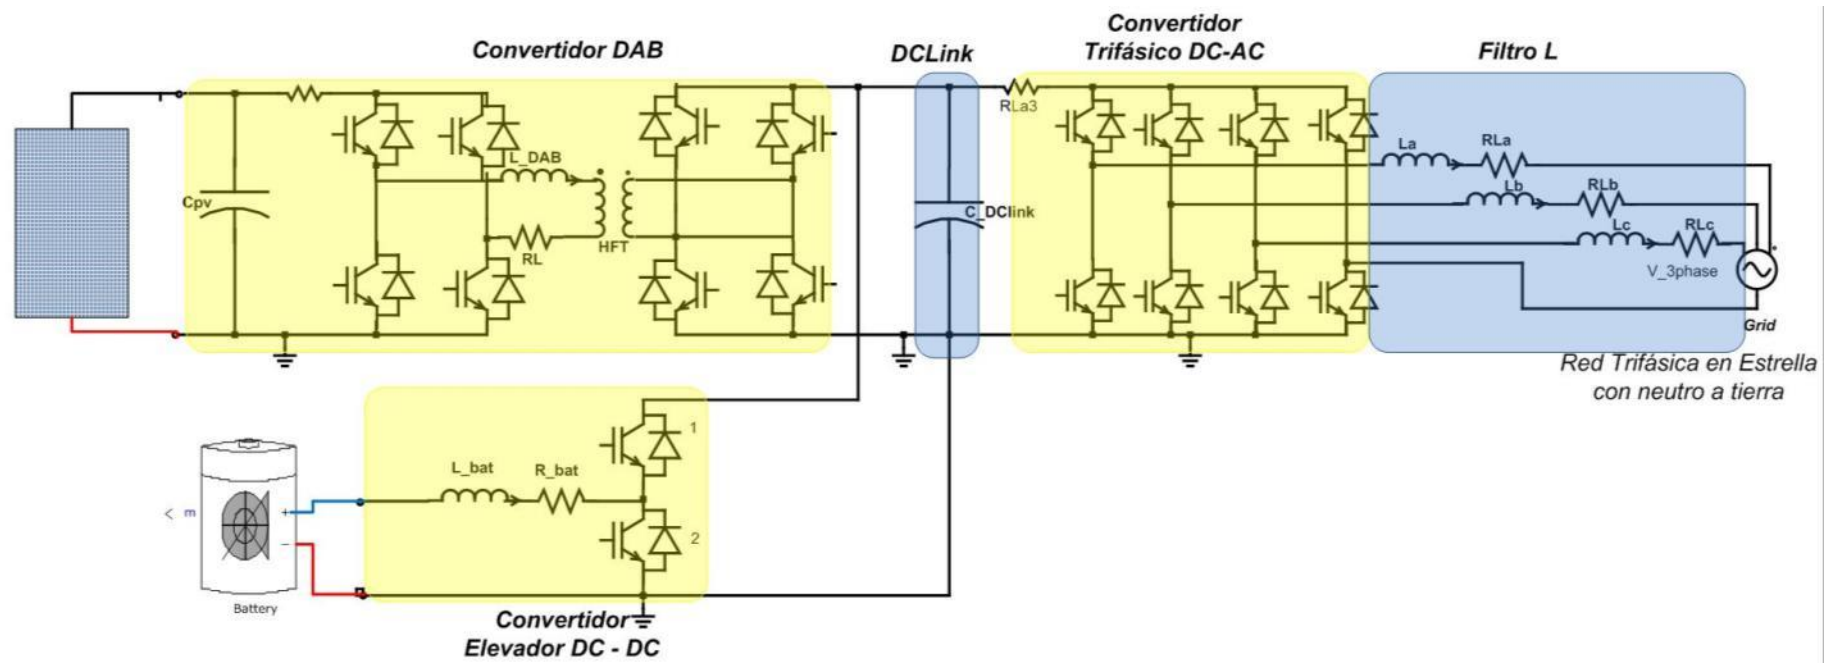 Convertidor DAB
DCLink
Convertidor
Trifásico DC-AC
Filtro L
RLa3
La
RLa
L_DAB
Lb
RLb
Cpv
C_DClink
Lc
RLc
HFT
RL
V_3phase
Grid
Red Trifásica en Estrella
con neutro a tierra
1
L_bat
R_bat
< m
+
−
2
Battery
Convertidor
Elevador DC - DC